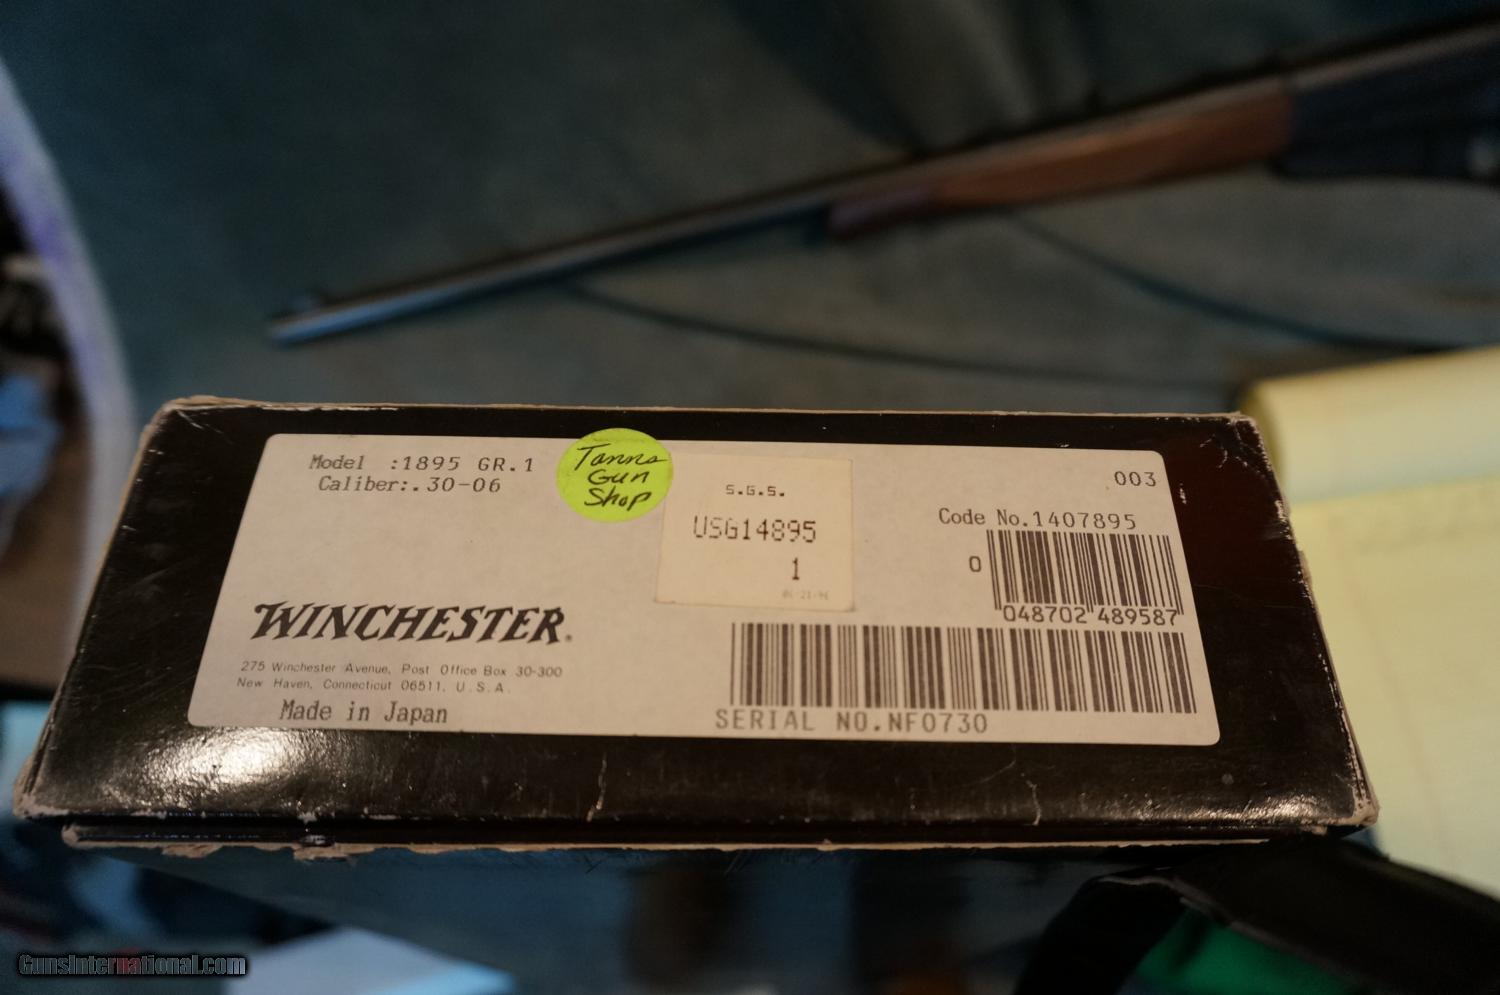 Model :1895 GR.1
Caliber:.30-06
Tanns
Gun
Shop
S.G.S.
USG14895
1
003
Code No.1407895
0
048702 489587
WINCHESTER®
275 Winchester Avenue, Post Office Box 30-300
New Haven, Connecticut 06511, U.S.A.
Made in Japan
SERIAL NO.NF0730
GunsInternational.com